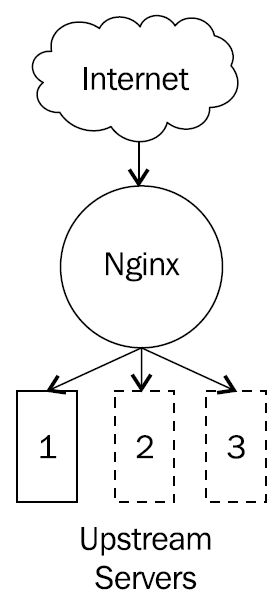 Internet
Nginx
1 2 3
Upstream
Servers